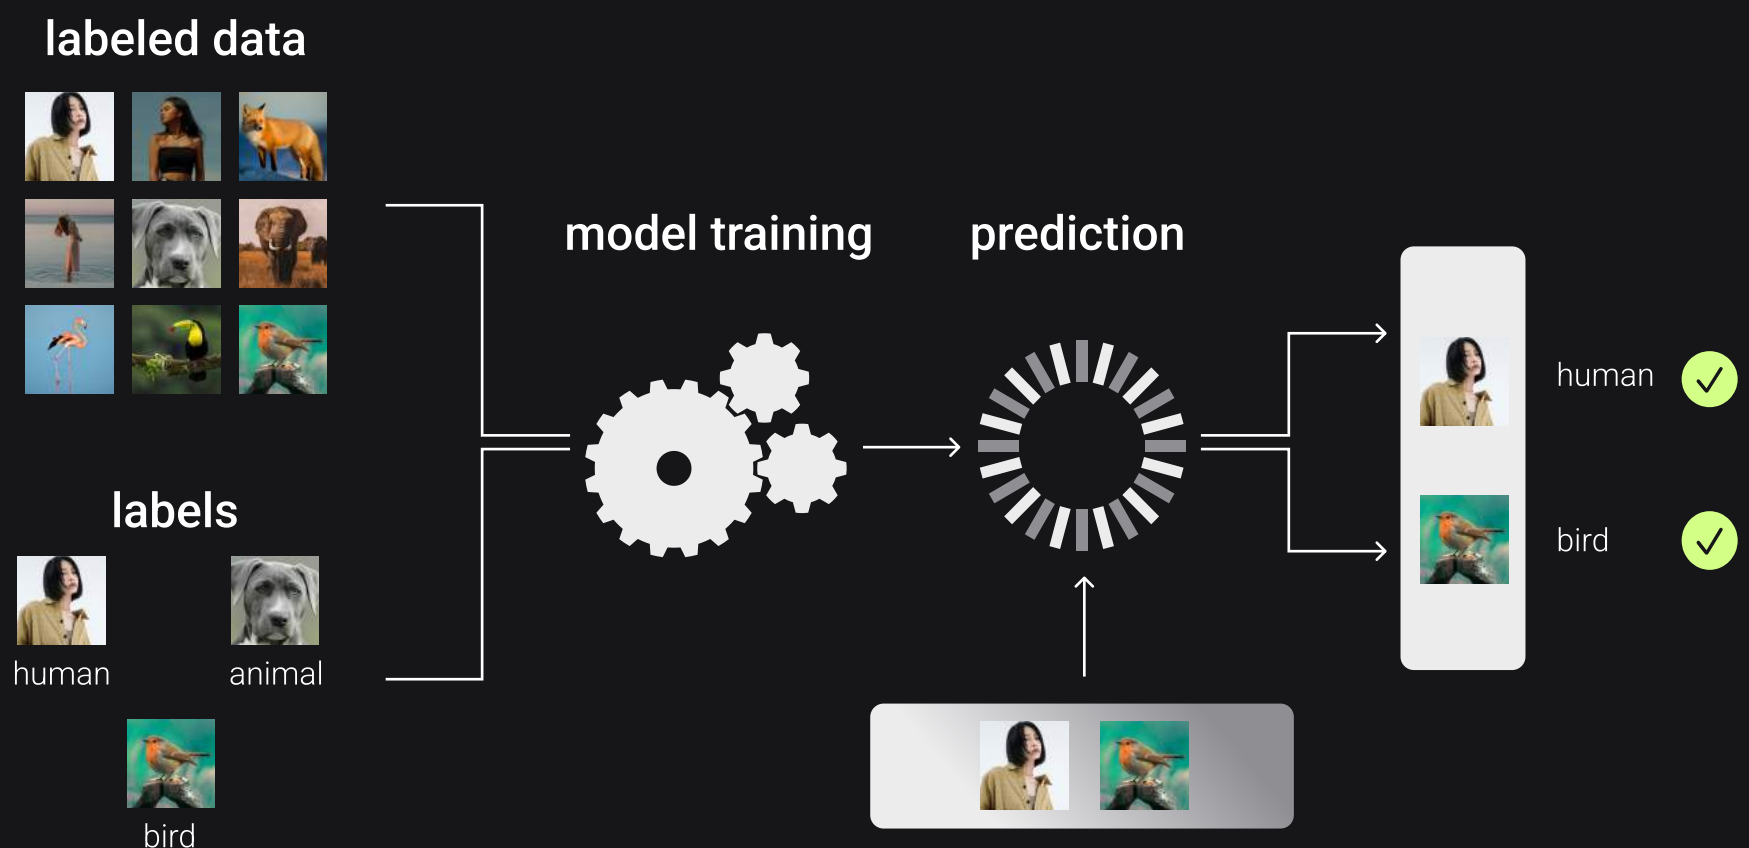 labeled data
model training
prediction
labels
human
animal
bird
human
bird